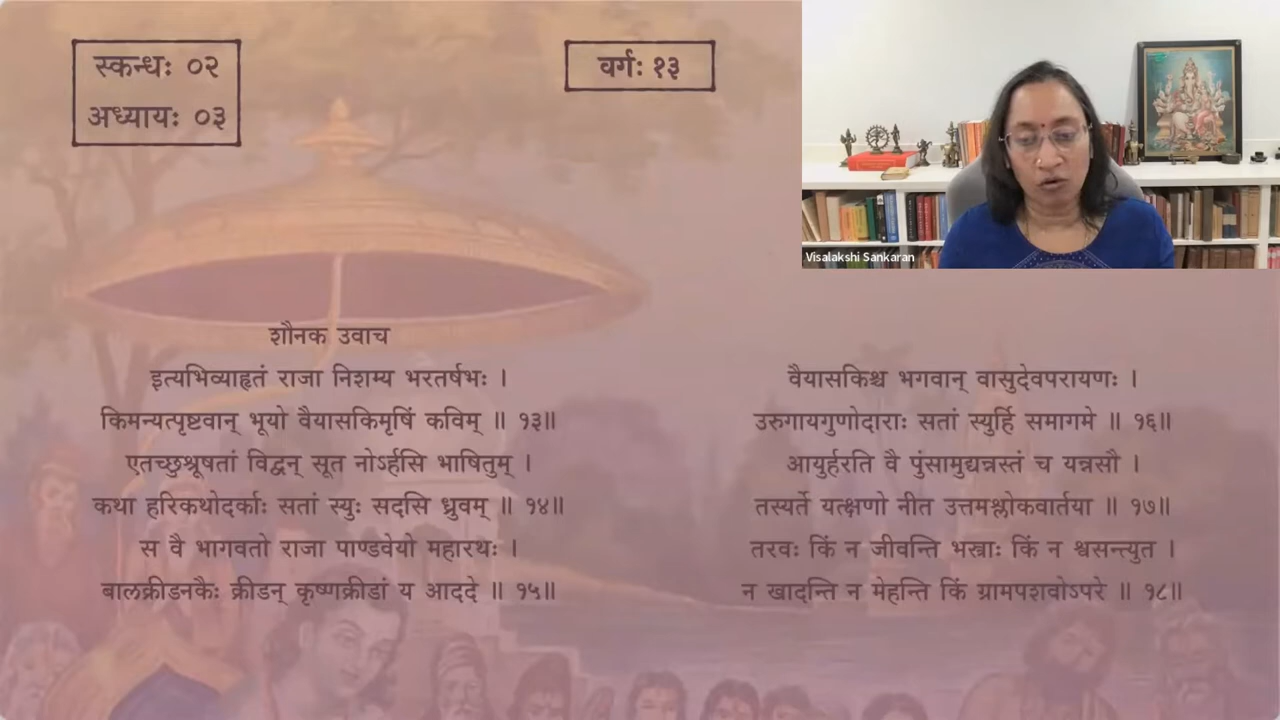 स्कन्धः ०२
अध्यायः ०३
वर्गः १३
Visalakshi Sankaran
शौनक उवाच
इत्यभिव्याहृतं राजा निशम्य भरतर्षभः ।
किमन्यत्पृष्टवान् भूयो वैयासकिमृषिं कविम् ॥ १३॥
एतच्छुश्रूषतां विद्वन् सूत नोऽर्हसि भाषितुम् ।
कथा हरिकथोदर्काः सतां स्युः सदसि ध्रुवम् ॥ १४॥
स वै भागवतो राजा पाण्डवेयो महारथः ।
बालक्रीडनकैः क्रीडन् कृष्णक्रीडां य आददे ॥ १५॥
वैयासकिश्च भगवान् वासुदेवपरायणः ।
उरुगायगुणोदाराः सतां स्युर्हि समागमे ॥ १६॥
आयुर्हरति वै पुंसामुद्यन्नस्तं च यन्नसौ ।
तस्यर्ते यत्क्षणो नीत उत्तमश्लोकवार्तया ॥ १७॥
तरवः किं न जीवन्ति भस्त्राः किं न श्वसन्त्युत ।
न खादन्ति न मेहन्ति किं ग्रामपशवोऽपरे ॥ १८॥